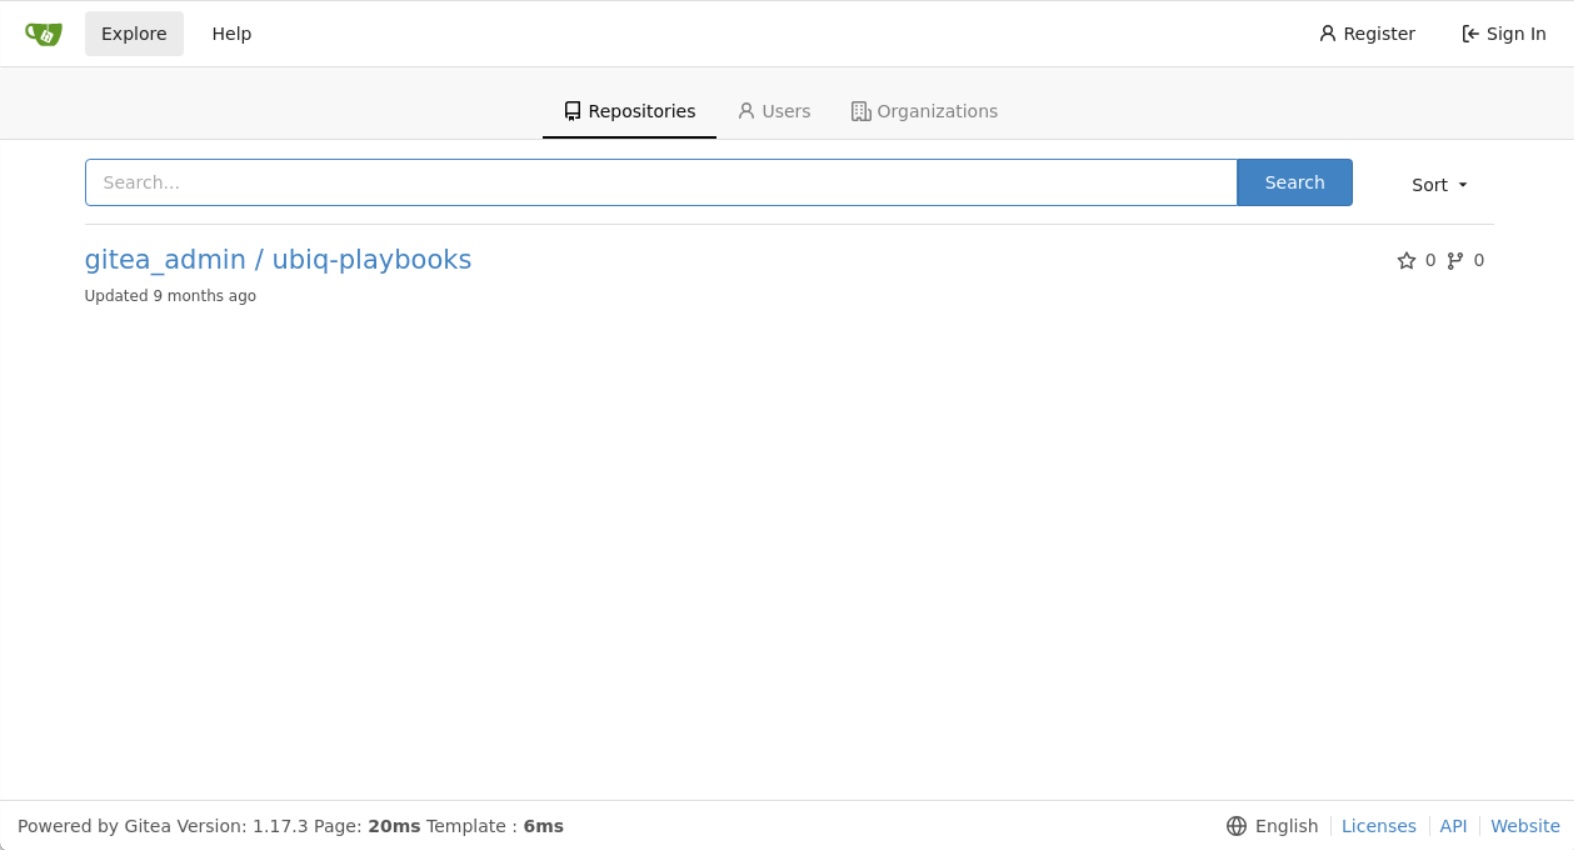 Explore Help Register Sign In
Repositories Users Organizations
Search... Search Sort
gitea_admin / ubiq-playbooks 0 0
Updated 9 months ago
Powered by Gitea Version: 1.17.3 Page: 20ms Template : 6ms English Licenses API Website